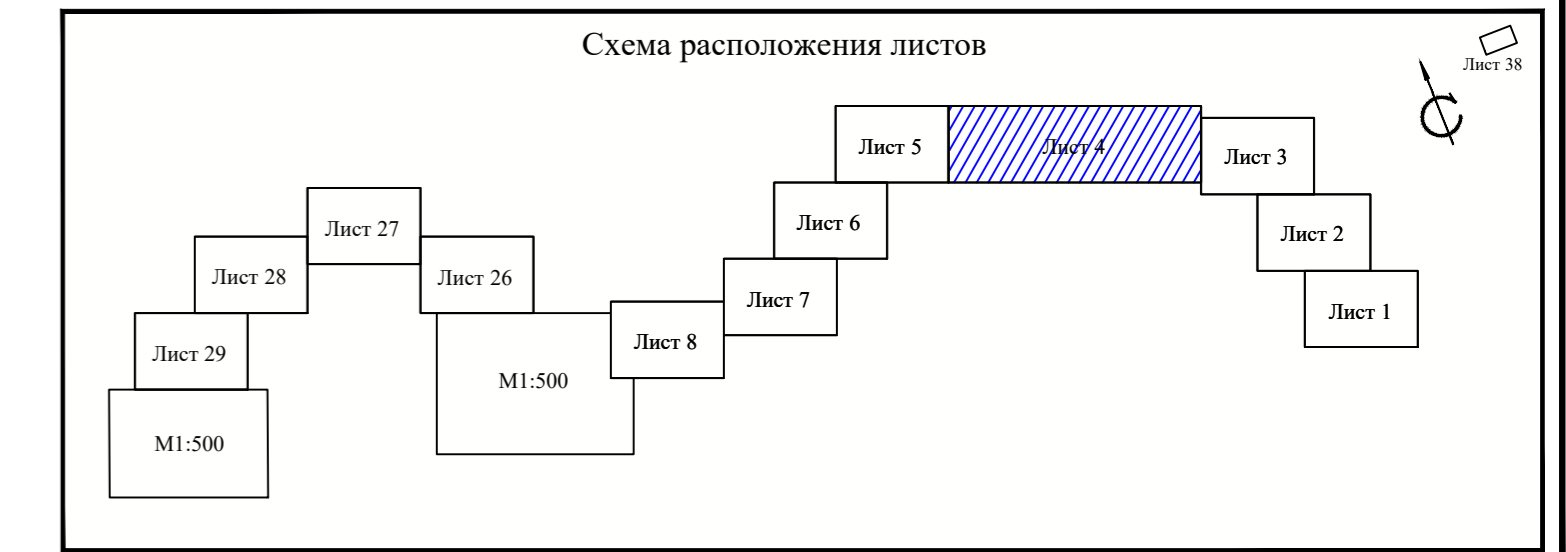 Схема расположения листов
Лист 38
Лист 5
Лист 4
Лист 3
Лист 27
Лист 6
Лист 2
Лист 28
Лист 26
Лист 7
Лист 1
Лист 29
Лист 8
М1:500
М1:500